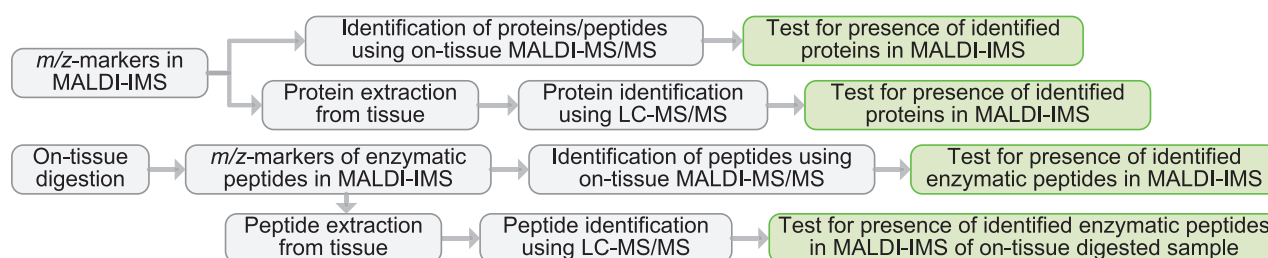 m/z-markers in
MALDI-IMS
Identification of proteins/peptides
using on-tissue MALDI-MS/MS
Test for presence of identified
proteins in MALDI-IMS
Protein extraction
from tissue
Protein identification
using LC-MS/MS
Test for presence of identified
proteins in MALDI-IMS
On-tissue
digestion
m/z-markers of enzymatic
peptides in MALDI-IMS
Identification of peptides using
on-tissue MALDI-MS/MS
Test for presence of identified
enzymatic peptides in MALDI-IMS
Peptide extraction
from tissue
Peptide identification
using LC-MS/MS
Test for presence of identified enzymatic peptides
in MALDI-IMS of on-tissue digested sample